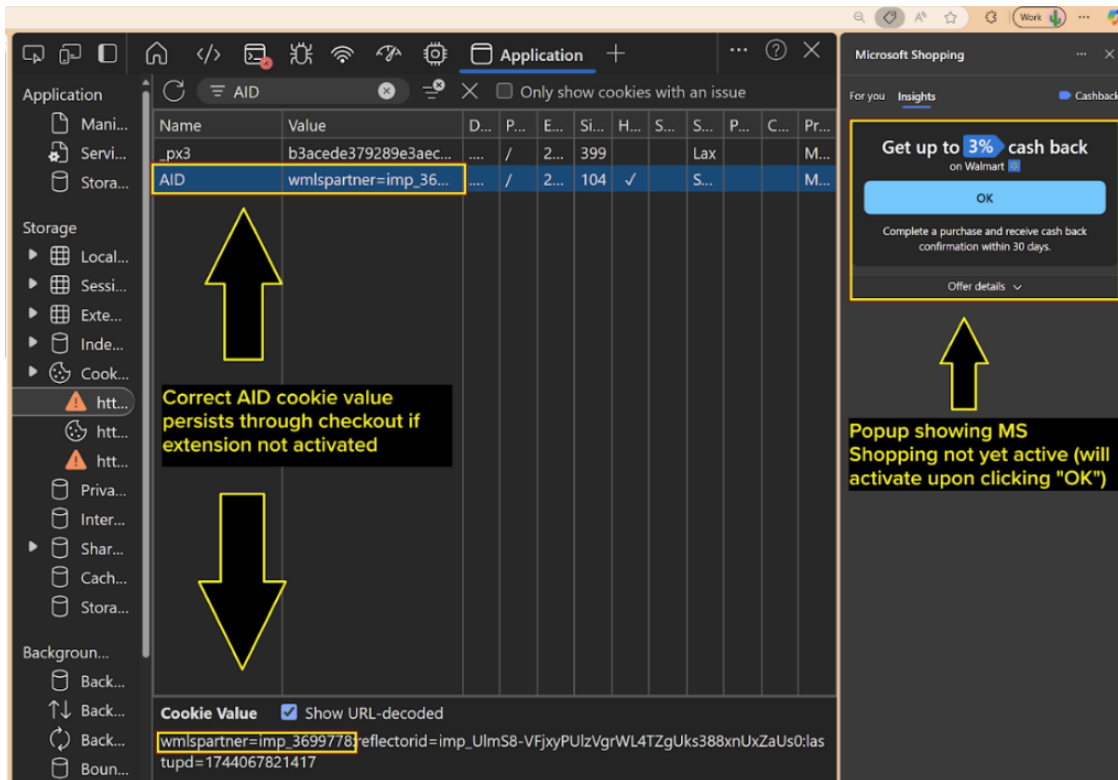 Work
Application
Microsoft Shopping
AID
Only show cookies with an issue
For you Insights Cashback
Application
Name Value D... P... E... Si... H... S... S... P... C... Pr...
Mani...
_px3 b3acede379289e3aec... .... / 2... 399 Lax M...
Servi...
AID wmlspartner=imp_36... .... / 2... 104 ✓ S... M...
Stora...
Get up to 3% cash back
on Walmart
OK
Complete a purchase and receive cash back
confirmation within 30 days.
Offer details
Storage
Local...
Sessi...
Exte...
Inde...
Cook...
htt...
htt...
htt...
Priva...
Inter...
Shar...
Cach...
Stora...
Correct AID cookie value
persists through checkout if
extension not activated
Popup showing MS
Shopping not yet active (will
activate upon clicking "OK")
Backgroun...
Back...
Back...
Back...
Boun...
Cookie Value Show URL-decoded
wmlspartner=imp_3699778:reflectorid=imp_UlmS8-VFjxyPUlzVgrWL4TZgUks388xnUxZaUs0:las
tupd=1744067821417